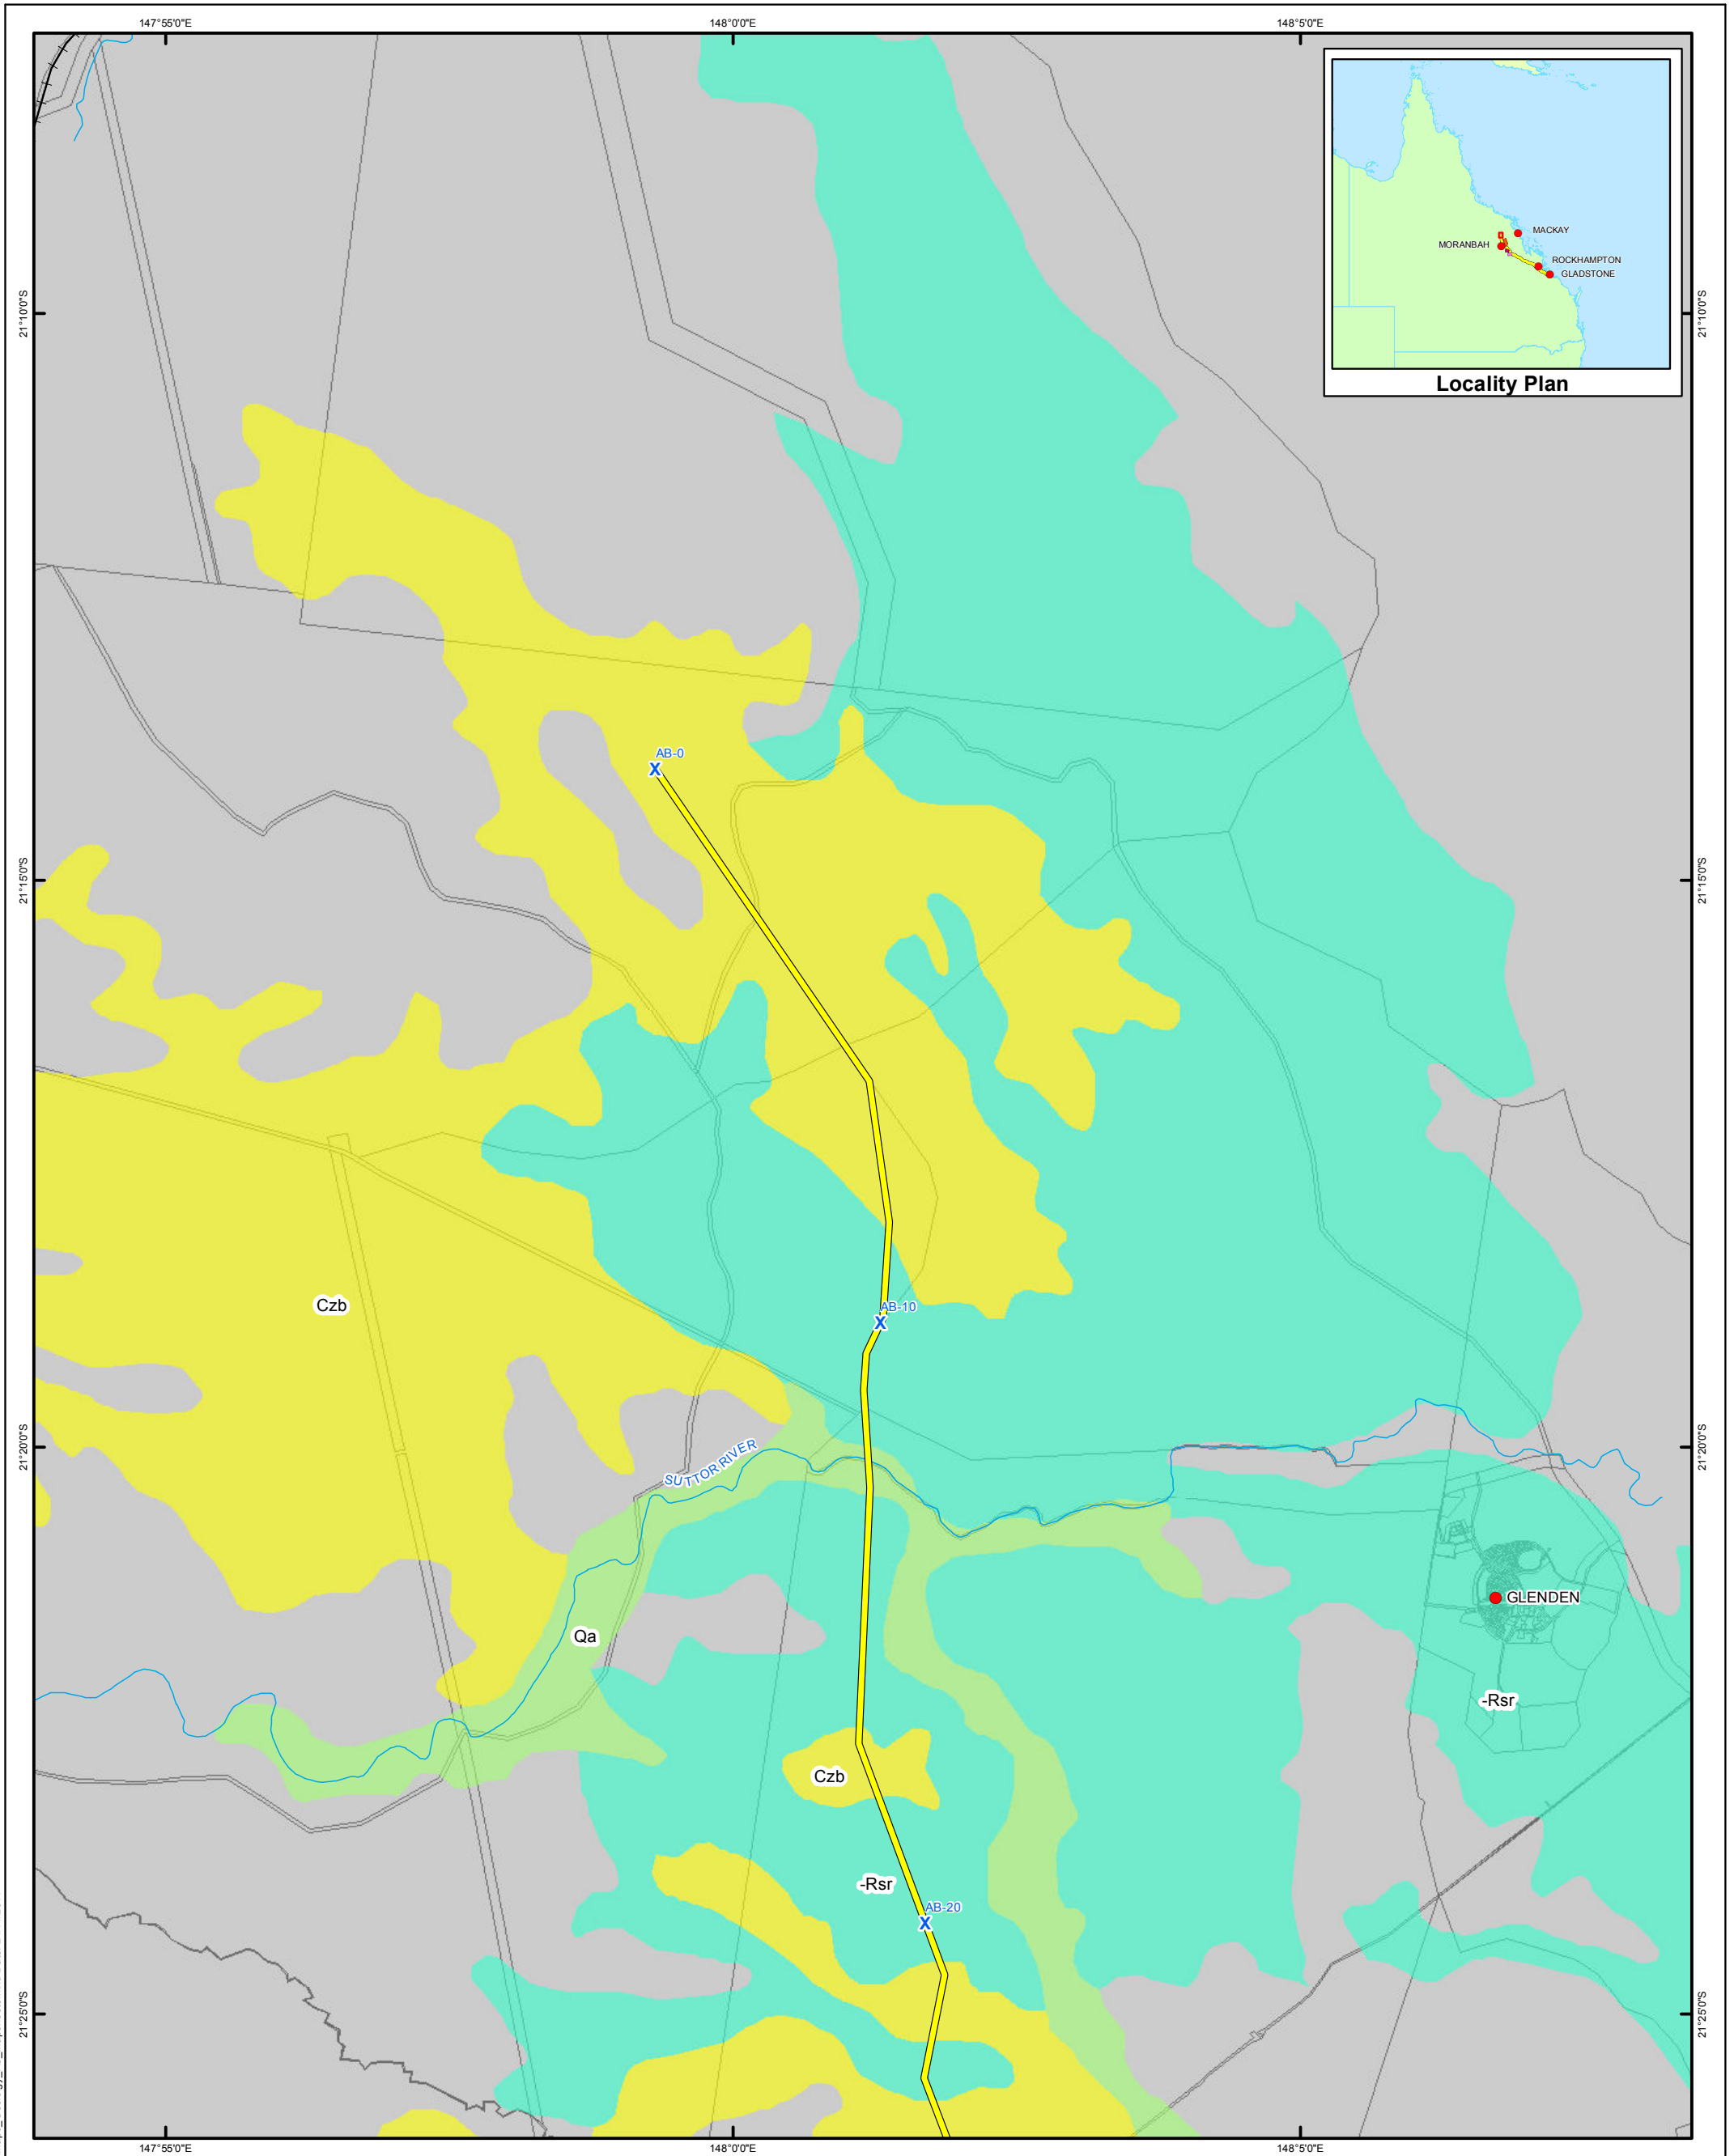 147°55'0"E
148°0'0"E
148°5'0"E
MACKAY
MORANBAH
ROCKHAMPTON
GLADSTONE
Locality Plan
21°10'0"S
21°10'0"S
AB-0
21°15'0"S
21°15'0"S
Czb
AB-10
21°20'0"S
SUTTOR RIVER
21°20'0"S
GLENDEN
Qa
-Rsr
Czb
-Rsr
AB-20
21°25'0"S
21°25'0"S
147°55'0"E
148°0'0"E
148°5'0"E